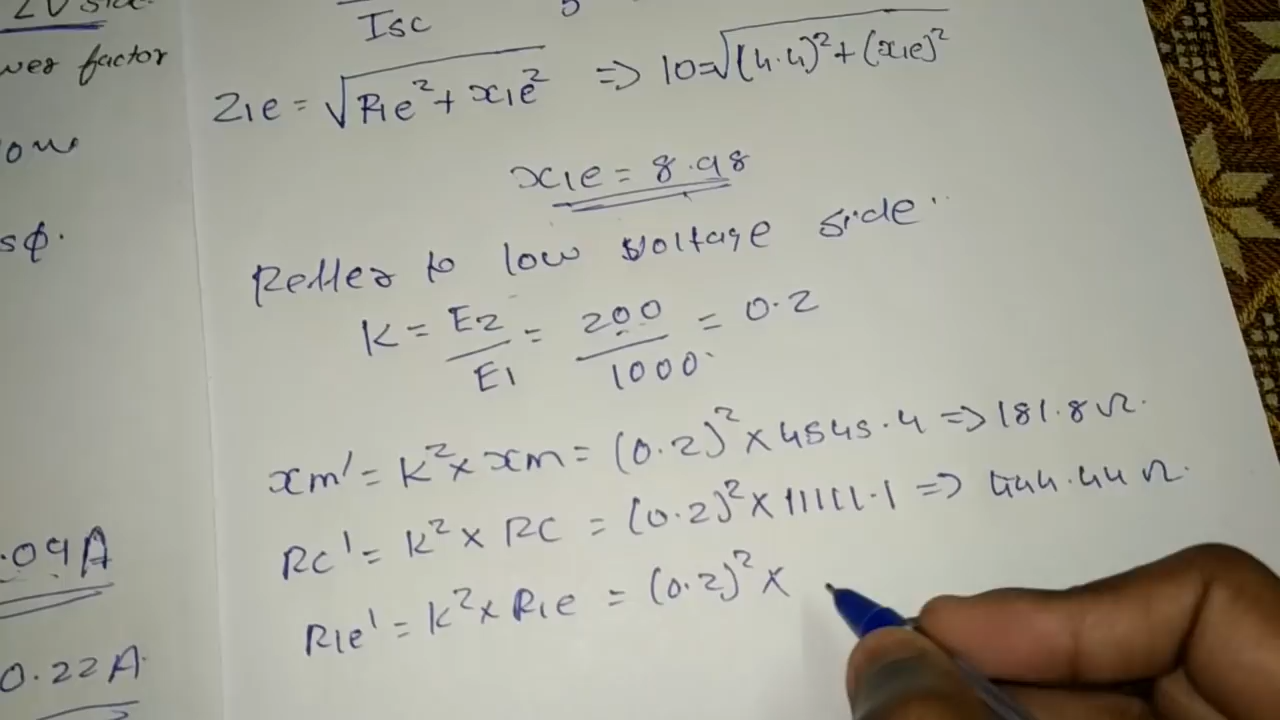 LV side.
wer factor
sφ.
.09A
0.22A
Isc
Z1e = √R1e² + x1e² => 10=√(4.4)² + (x1e)²
x1e = 8.98
Reffer to low voltage side..
K = E2/E1 = 200/1000 = 0.2
xm' = K² x xm = (0.2)² x 4545.4 => 181.8 Ω.
RC' = K² x RC = (0.2)² x 11111.1 => 444.44 Ω.
R1e' = K² x R1e = (0.2)² x